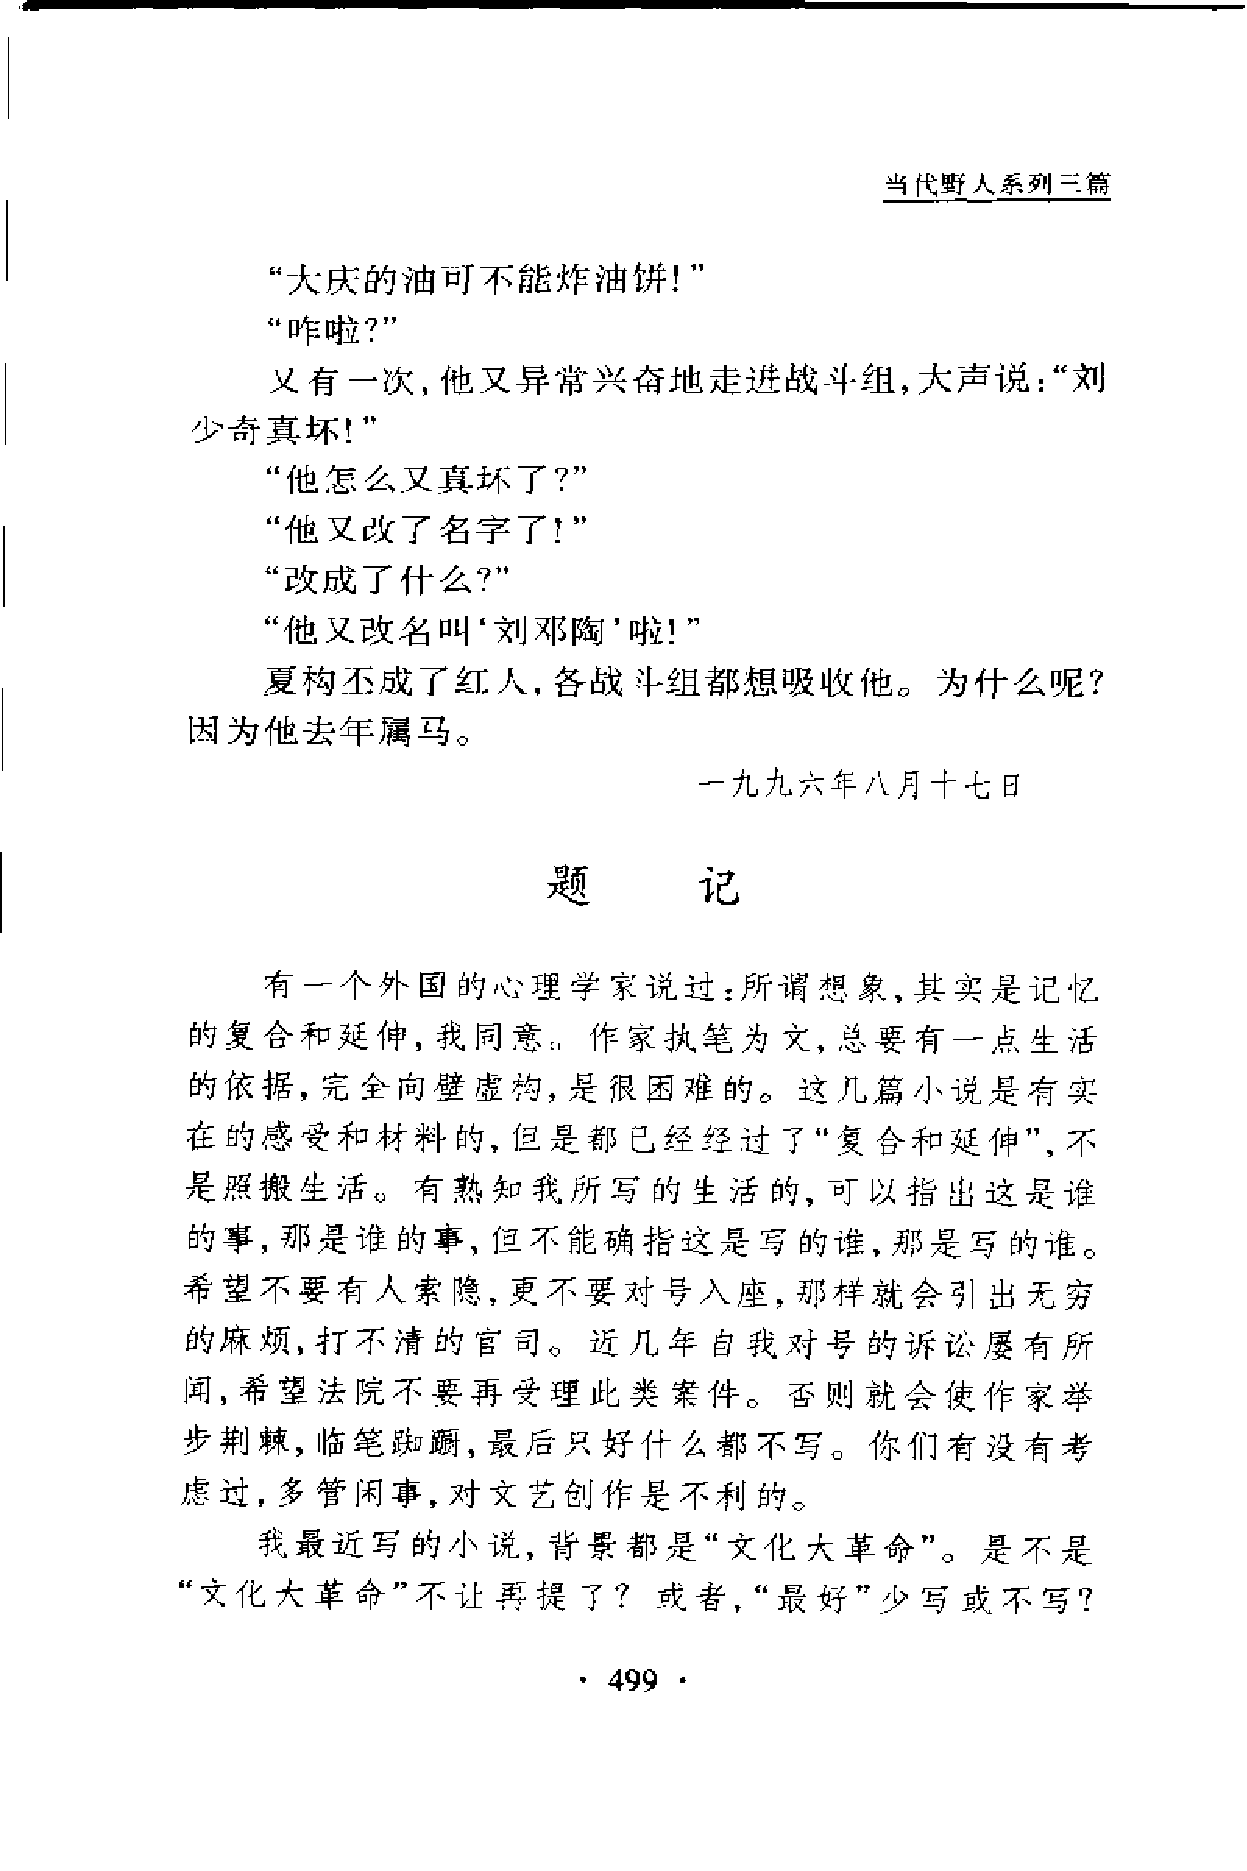 当代野人系列三篇
“大庆的油可不能炸油饼!”
“咋啦?”
又有一次,他又异常兴奋地走进战斗组,大声说:“刘
少奇真坏!”
“他怎么又真坏了?”
“他又改了名字了!”
“改成了什么?”
“他又改名叫‘刘邓陶’啦!”
夏构丕成了红人,各战斗组都想吸收他。为什么呢?
因为他去年属马。
一九九六年八月十七日
题 记
有一个外国的心理学家说过:所谓想象,其实是记忆
的复合和延伸,我同意。作家执笔为文,总要有一点生活
的依据,完全向壁虚构,是很困难的。这几篇小说是有实
在的感受和材料的,但是都已经经过了“复合和延伸”,不
是照搬生活。有熟知我所写的生活的,可以指出这是谁
的事,那是谁的事,但不能确指这是写的谁,那是写的谁。
希望不要有人索隐,更不要对号入座,那样就会引出无穷
的麻烦,打不清的官司。近几年自我对号的诉讼屡有所
闻,希望法院不要再受理此类案件。否则就会使作家举
步荆棘,临笔踟蹰,最后只好什么都不写。你们有没有考
虑过,多管闲事,对文艺创作是不利的。
我最近写的小说,背景都是“文化大革命”。是不是
“文化大革命”不让再提了?或者,“最好”少写或不写?
· 499 ·